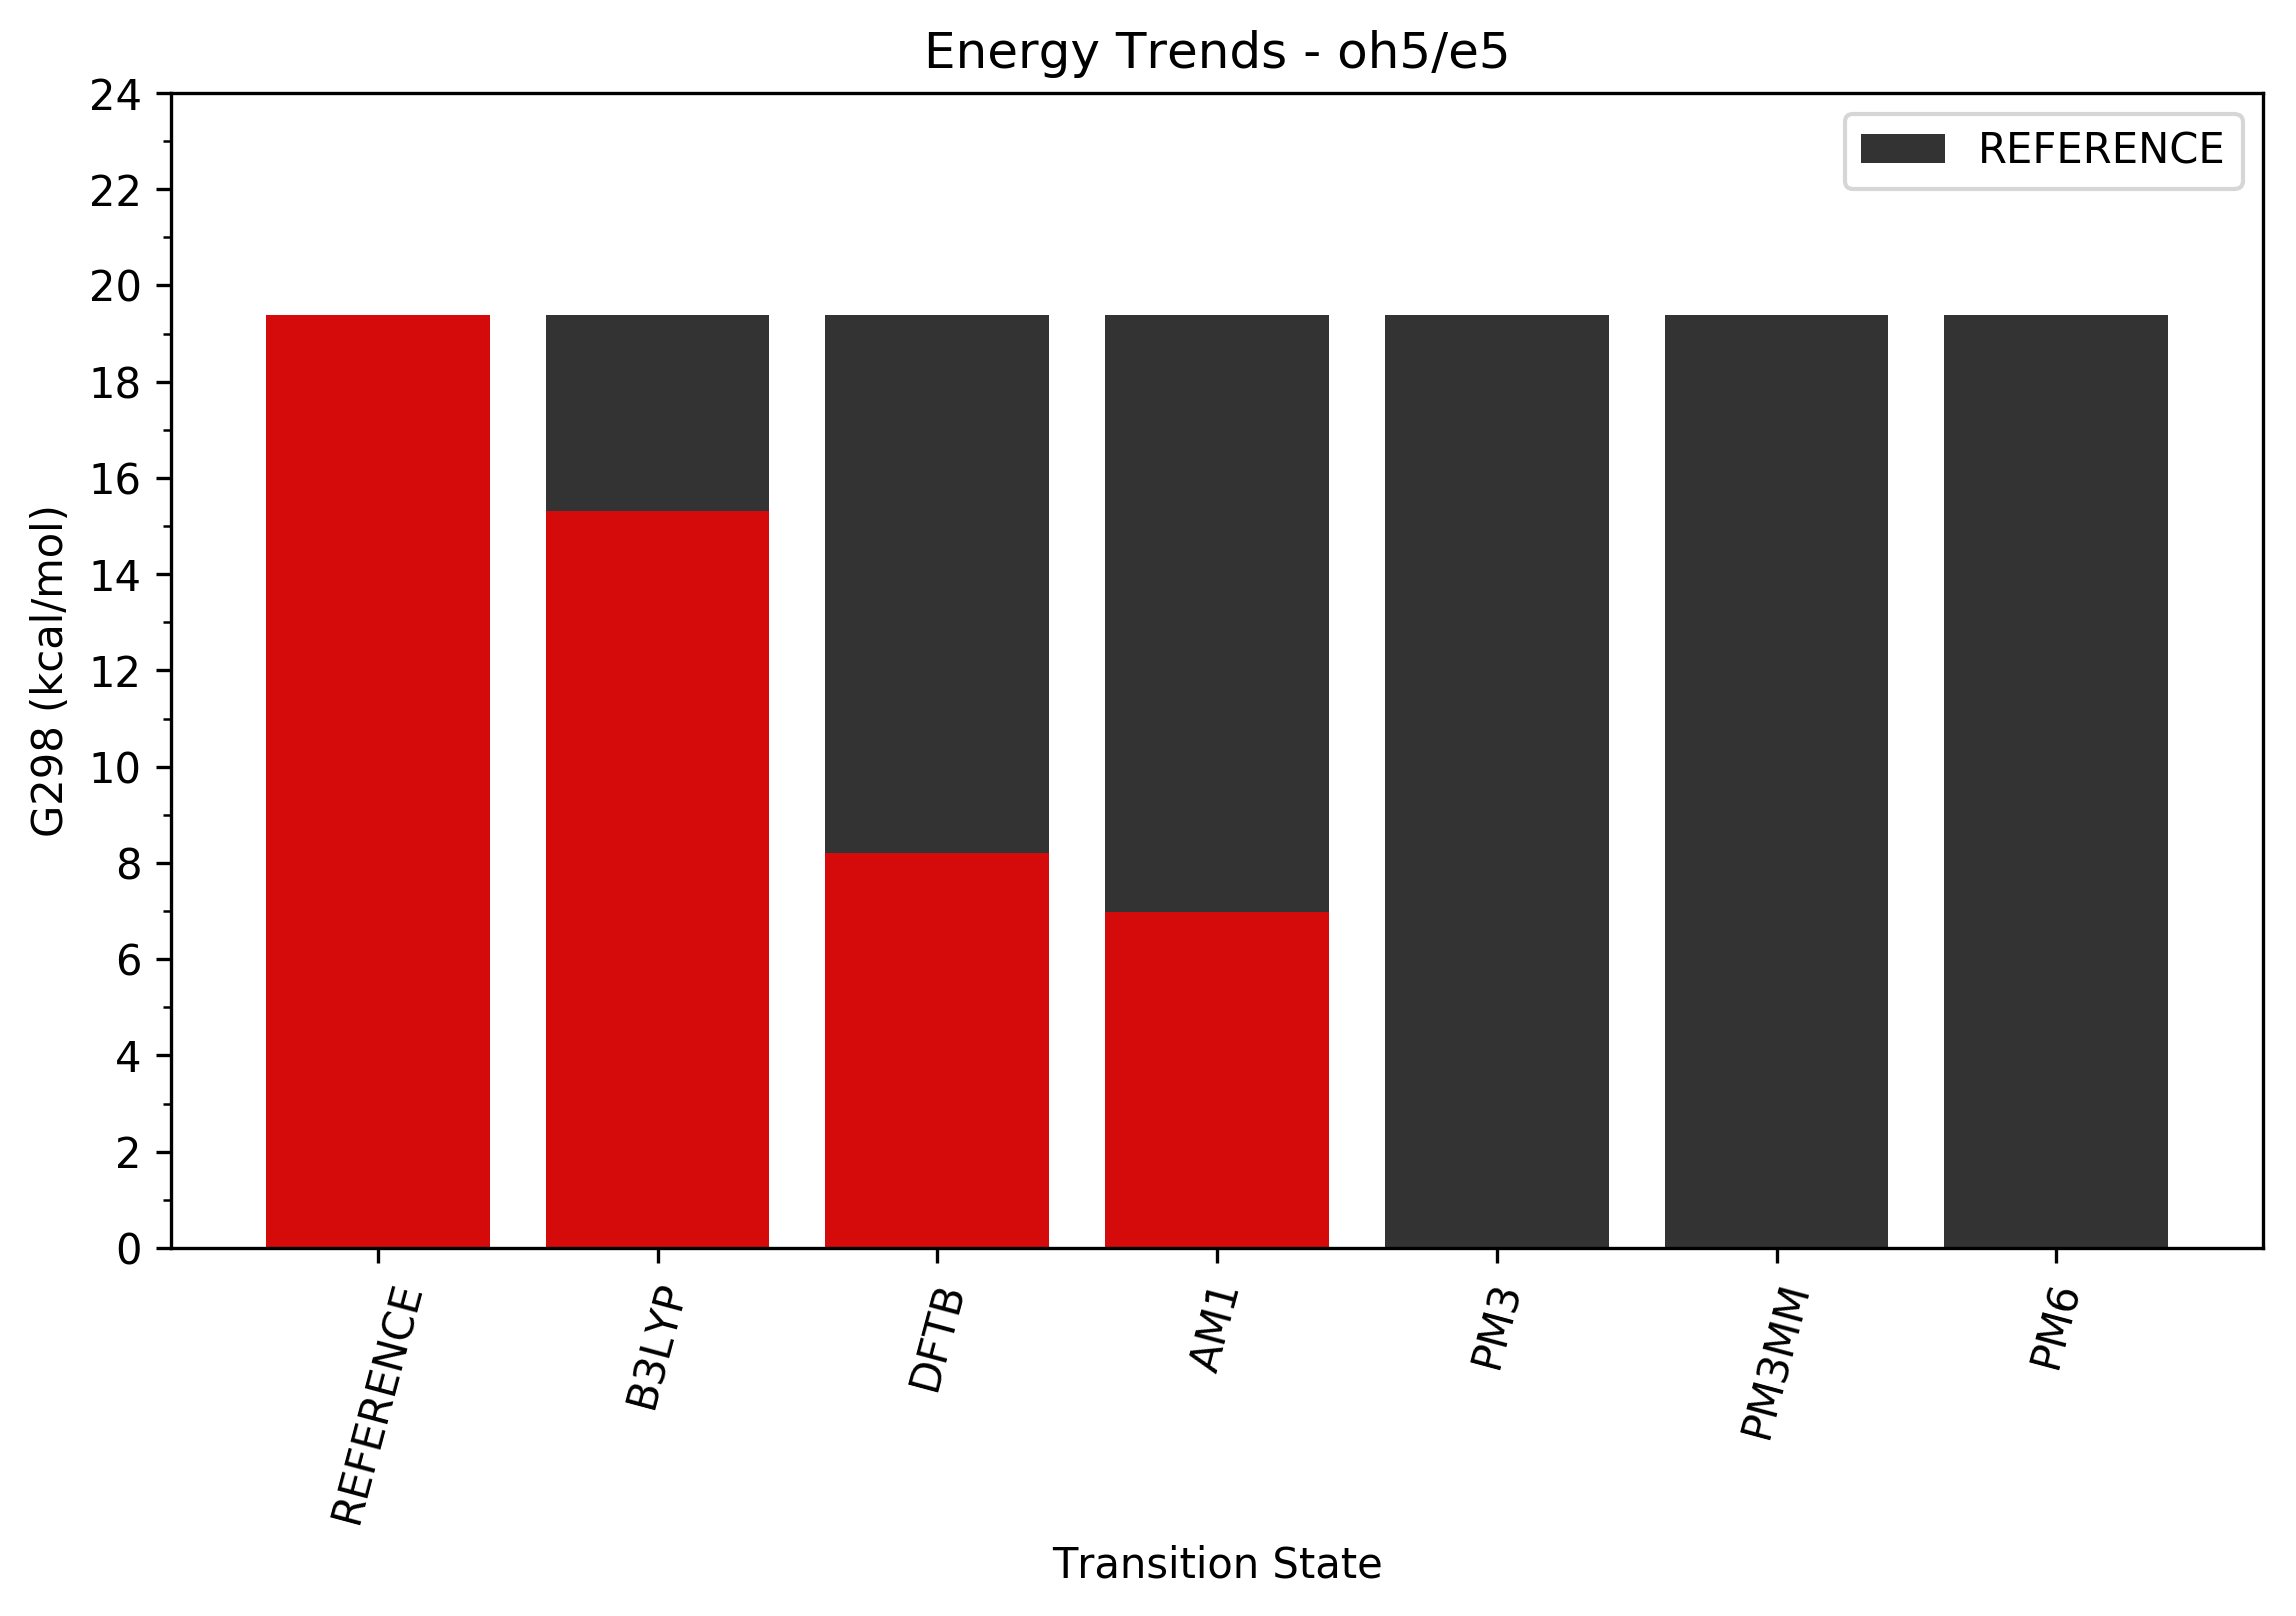 Energy Trends - oh5/e5
REFERENCE
G298 (kcal/mol)
24
22
20
18
16
14
12
10
8
6
4
2
0
REFERENCE
B3LYP
DFTB
AM1
PM3
PM3MM
PM6
Transition State